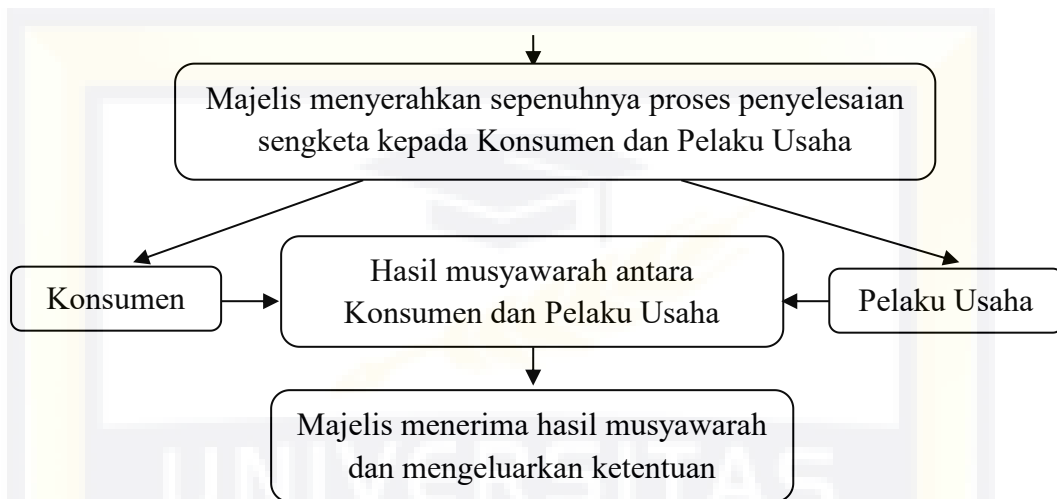 Majelis menyerahkan sepenuhnya proses penyelesaian
sengketa kepada Konsumen dan Pelaku Usaha
Konsumen
Hasil musyawarah antara
Konsumen dan Pelaku Usaha
Pelaku Usaha
Majelis menerima hasil musyawarah
dan mengeluarkan ketentuan
UNIVERSITAS